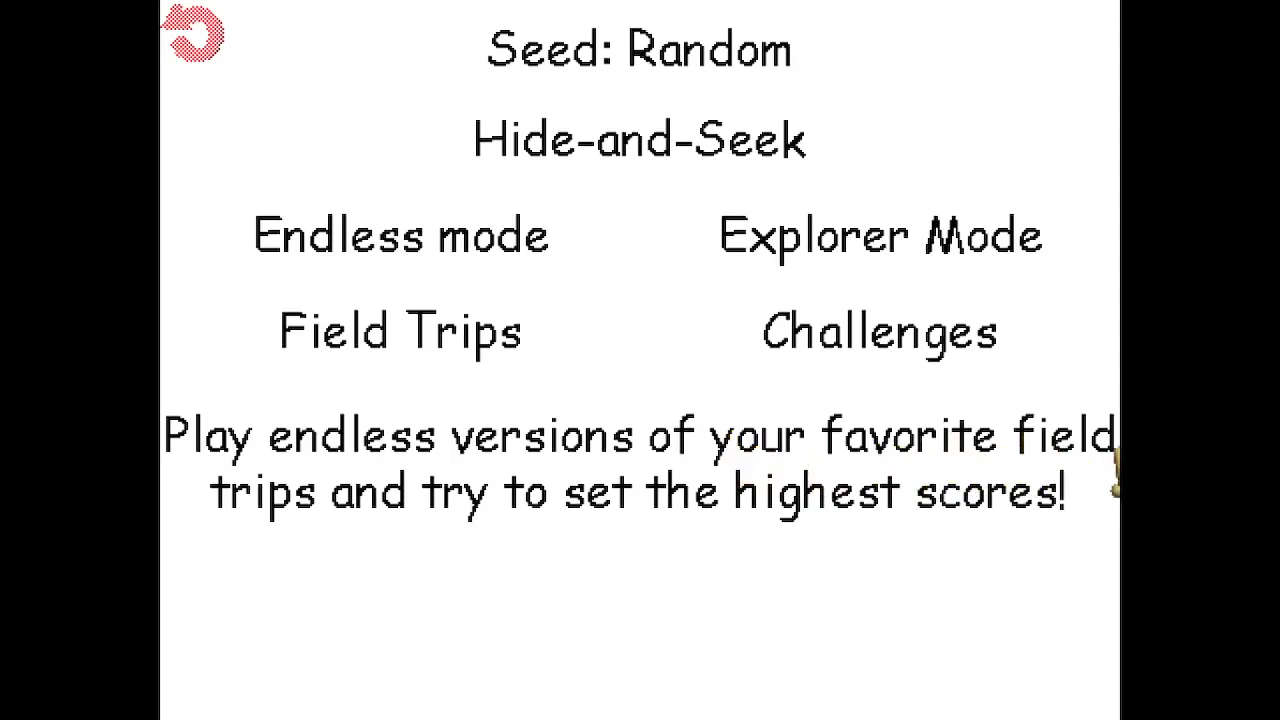 Seed: Random
Hide-and-Seek
Endless mode
Explorer Mode
Field Trips
Challenges
Play endless versions of your favorite field
trips and try to set the highest scores!